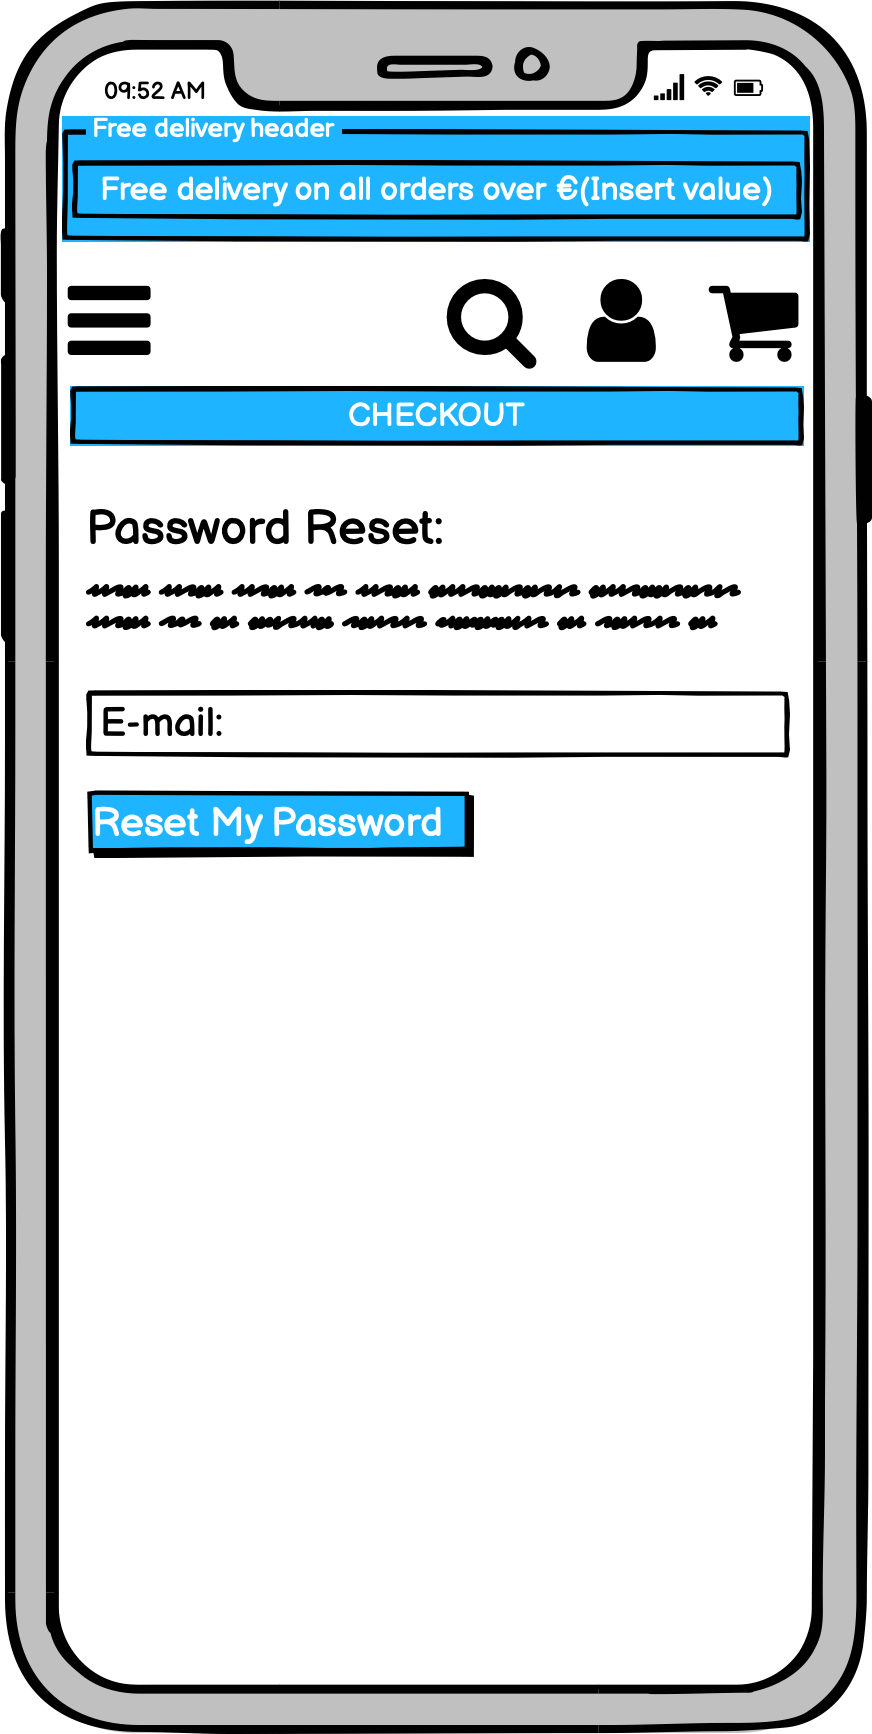 09:52 AM
Free delivery header
Free delivery on all orders over €(Insert value)
CHECKOUT
Password Reset:
E-mail:
Reset My Password